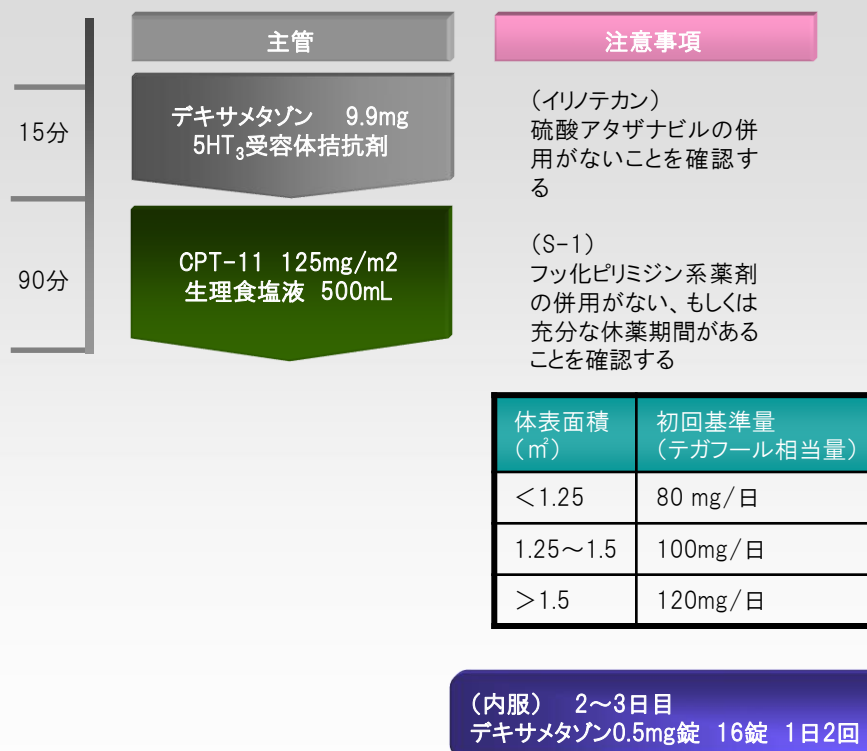 主管
注意事項
15分
デキサメタゾン 9.9mg
5HT₃受容体拮抗剤
(イリノテカン)
硫酸アタザナビルの併
用がないことを確認す
る
90分
CPT-11 125mg/m2
生理食塩液 500mL
(S-1)
フッ化ピリミジン系薬剤
の併用がない、もしくは
充分な休薬期間がある
ことを確認する
体表面積
(㎡)
初回基準量
(テガフール相当量)
<1.25
80 mg/日
1.25~1.5
100mg/日
>1.5
120mg/日
(内服) 2~3日目
デキサメタゾン0.5mg錠 16錠 1日2回